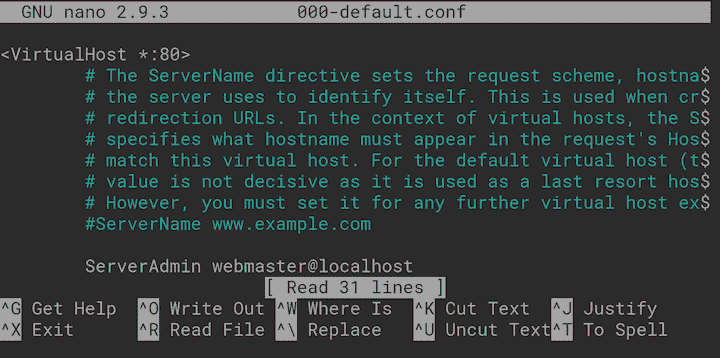 GNU nano 2.9.3 000-default.conf
<VirtualHost *:80>
# The ServerName directive sets the request scheme, hostna$
# the server uses to identify itself. This is used when cr$
# redirection URLs. In the context of virtual hosts, the S$
# specifies what hostname must appear in the request's Hos$
# match this virtual host. For the default virtual host (t$
# value is not decisive as it is used as a last resort hos$
# However, you must set it for any further virtual host ex$
#ServerName www.example.com
ServerAdmin webmaster@localhost
[ Read 31 lines ]
^G Get Help ^O Write Out ^W Where Is ^K Cut Text ^J Justify
^X Exit ^R Read File ^\ Replace ^U Uncut Text ^T To Spell